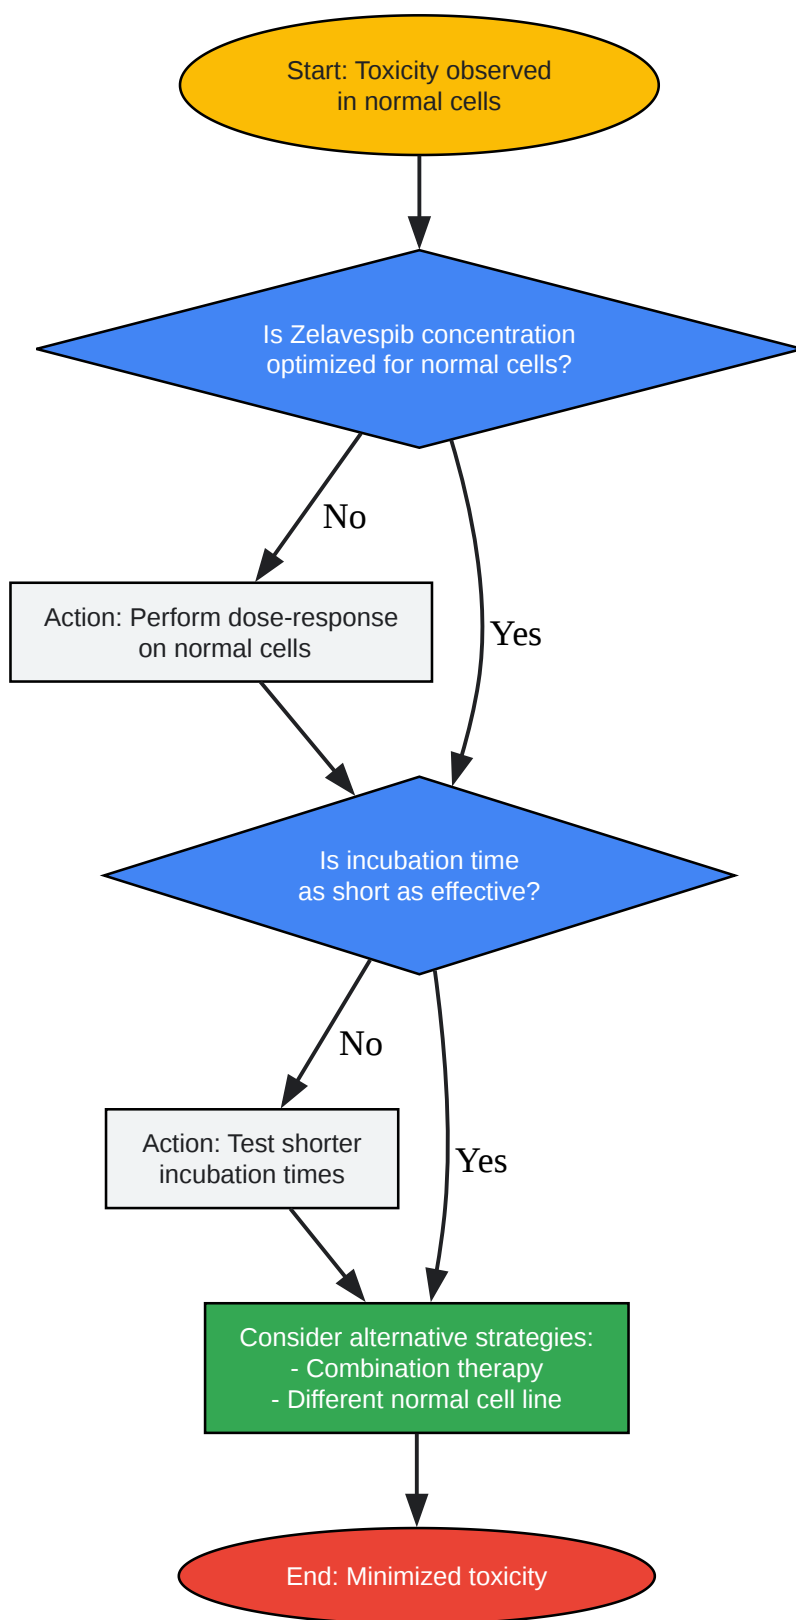 Start: Toxicity observed
in normal cells
Is Zelavespib concentration
optimized for normal cells?
No
Action: Perform dose-response
on normal cells
Yes
Is incubation time
as short as effective?
No
Action: Test shorter
incubation times
Yes
Consider alternative strategies:
- Combination therapy
- Different normal cell line
End: Minimized toxicity